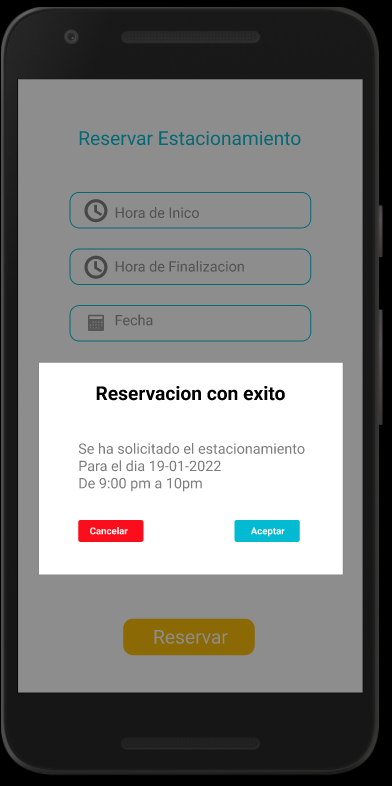 Reservar Estacionamiento
Hora de Inico
Hora de Finalizacion
Fecha
Reservacion con exito
Se ha solicitado el estacionamiento
Para el dia 19-01-2022
De 9:00 pm a 10pm
Cancelar
Aceptar
Reservar